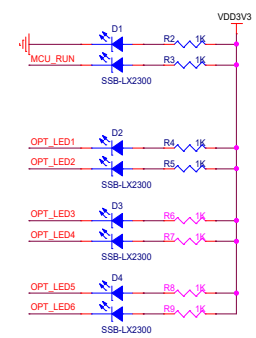 VDD3V3
D1
R2 1K
MCU_RUN R3 1K
SSB-LX2300
D2
OPT_LED1 R4 1K
OPT_LED2 R5 1K
SSB-LX2300
D3
OPT_LED3 R6 1K
OPT_LED4 R7 1K
SSB-LX2300
D4
OPT_LED5 R8 1K
OPT_LED6 R9 1K
SSB-LX2300